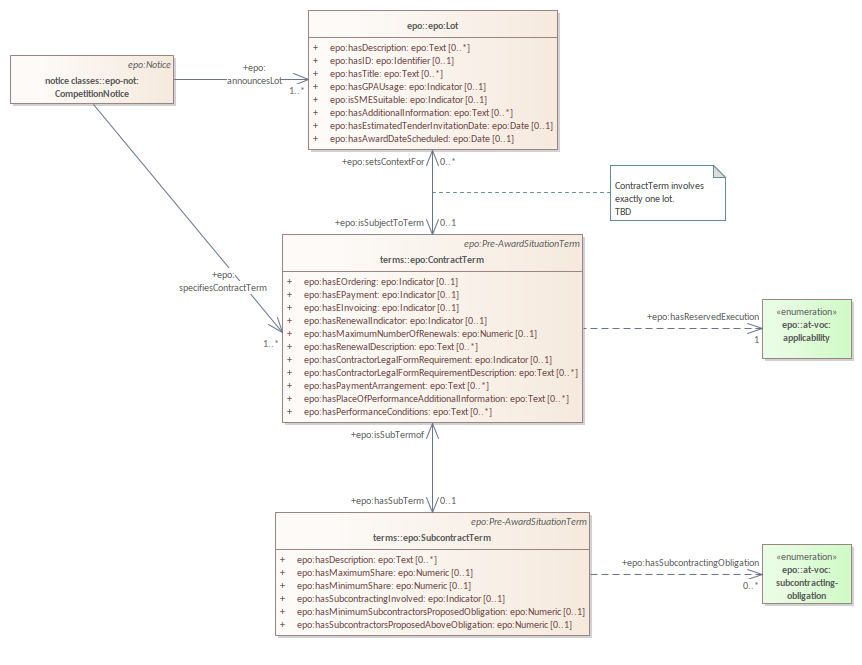 epo::epo:Lot
+ epo:hasDescription: epo:Text [0..*]
+ epo:hasID: epo:Identifier [0..1]
+ epo:hasTitle: epo:Text [0..*]
+ epo:hasGPAUsage: epo:Indicator [0..1]
+ epo:isSMESuitable: epo:Indicator [0..1]
+ epo:hasAdditionalInformation: epo:Text [0..*]
+ epo:hasEstimatedTenderInvitationDate: epo:Date [0..1]
+ epo:hasAwardDateScheduled: epo:Date [0..1]
epo:Notice
notice classes::epo-not:
CompetitionNotice
+epo:
announcesLot
1..*
+epo:setsContextFor
0..*
ContractTerm involves
exactly one lot.
TBD
+epo:isSubjectToTerm
0..1
+epo:
specifiesContractTerm
1..*
epo:Pre-AwardSituationTerm
terms::epo:ContractTerm
+ epo:hasEOrdering: epo:Indicator [0..1]
+ epo:hasEPayment: epo:Indicator [0..1]
+ epo:hasEInvoicing: epo:Indicator [0..1]
+ epo:hasRenewalIndicator: epo:Indicator [0..1]
+ epo:hasMaximumNumberOfRenewals: epo:Numeric [0..1]
+ epo:hasRenewalDescription: epo:Text [0..*]
+ epo:hasContractorLegalFormRequirement: epo:Indicator [0..1]
+ epo:hasContractorLegalFormRequirementDescription: epo:Text [0..*]
+ epo:hasPaymentArrangement: epo:Text [0..*]
+ epo:hasPlaceOfPerformanceAdditionalInformation: epo:Text [0..*]
+ epo:hasPerformanceConditions: epo:Text [0..*]
+epo:hasReservedExecution
1
«enumeration»
epo::at-voc:
applicability
+epo:isSubTermof
+epo:hasSubTerm
0..1
epo:Pre-AwardSituationTerm
terms::epo:SubcontractTerm
+ epo:hasDescription: epo:Text [0..*]
+ epo:hasMaximumShare: epo:Numeric [0..1]
+ epo:hasMinimumShare: epo:Numeric [0..1]
+ epo:hasSubcontractingInvolved: epo:Indicator [0..1]
+ epo:hasMinimumSubcontractorsProposedObligation: epo:Numeric [0..1]
+ epo:hasSubcontractorsProposedAboveObligation: epo:Numeric [0..1]
+epo:hasSubcontractingObligation
0..*
«enumeration»
epo::at-voc:
subcontracting-
obligation